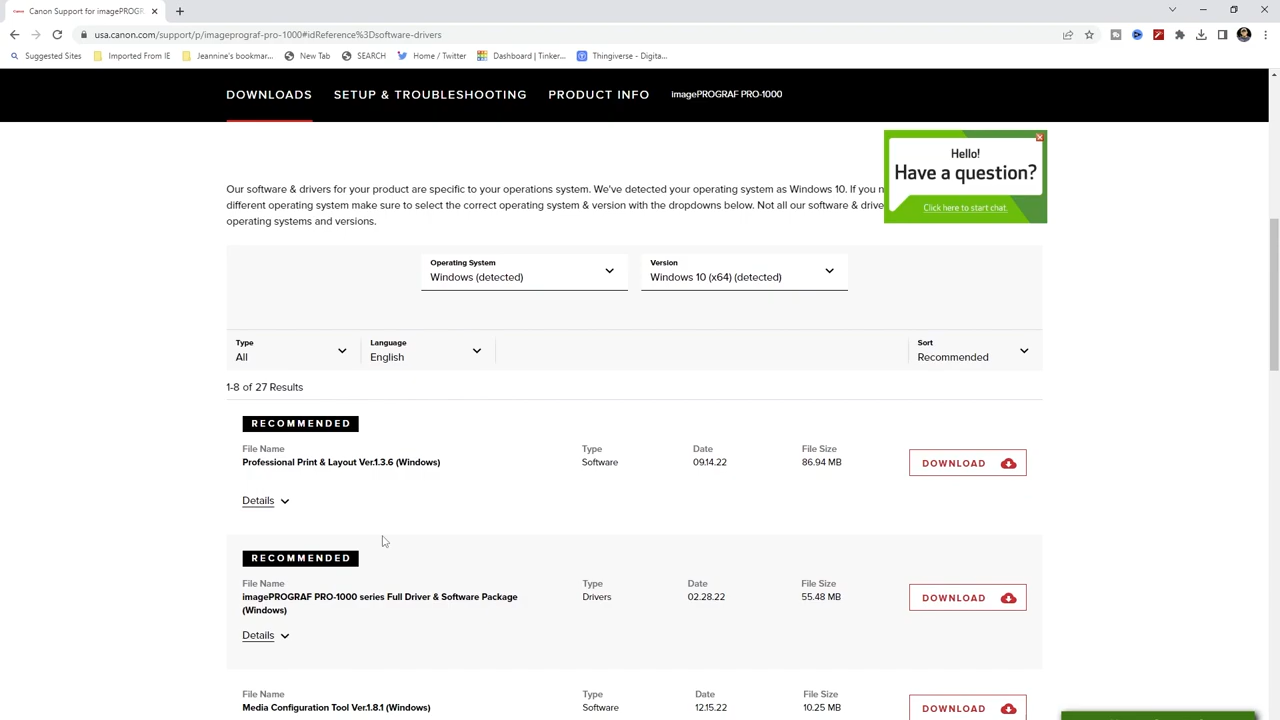 Canon Support for imagePROGR
usa.canon.com/support/p/imageprograf-pro-1000#idReference%3Dsoftware-drivers
Suggested Sites
Imported From IE
Jeannine's bookmar...
New Tab
SEARCH
Home / Twitter
Dashboard | Tinker...
Thingiverse - Digita...
DOWNLOADS
SETUP & TROUBLESHOOTING
PRODUCT INFO
imagePROGRAF PRO-1000
Hello!
Have a question?
Click here to start chat.
Our software & drivers for your product are specific to your operations system. We've detected your operating system as Windows 10. If you
different operating system make sure to select the correct operating system & version with the dropdowns below. Not all our software &
operating systems and versions.
Operating System
Windows (detected)
Version
Windows 10 (x64) (detected)
Type
All
Language
English
Sort
Recommended
1-8 of 27 Results
RECOMMENDED
File Name
Type
Date
File Size
Professional Print & Layout Ver.1.3.6 (Windows)
Software
09.14.22
86.94 MB
DOWNLOAD
Details
RECOMMENDED
File Name
Type
Date
File Size
imagePROGRAF PRO-1000 series Full Driver & Software Package
(Windows)
Drivers
02.28.22
55.48 MB
DOWNLOAD
Details
File Name
Type
Date
File Size
Media Configuration Tool Ver.1.8.1 (Windows)
Software
12.15.22
10.25 MB
DOWNLOAD